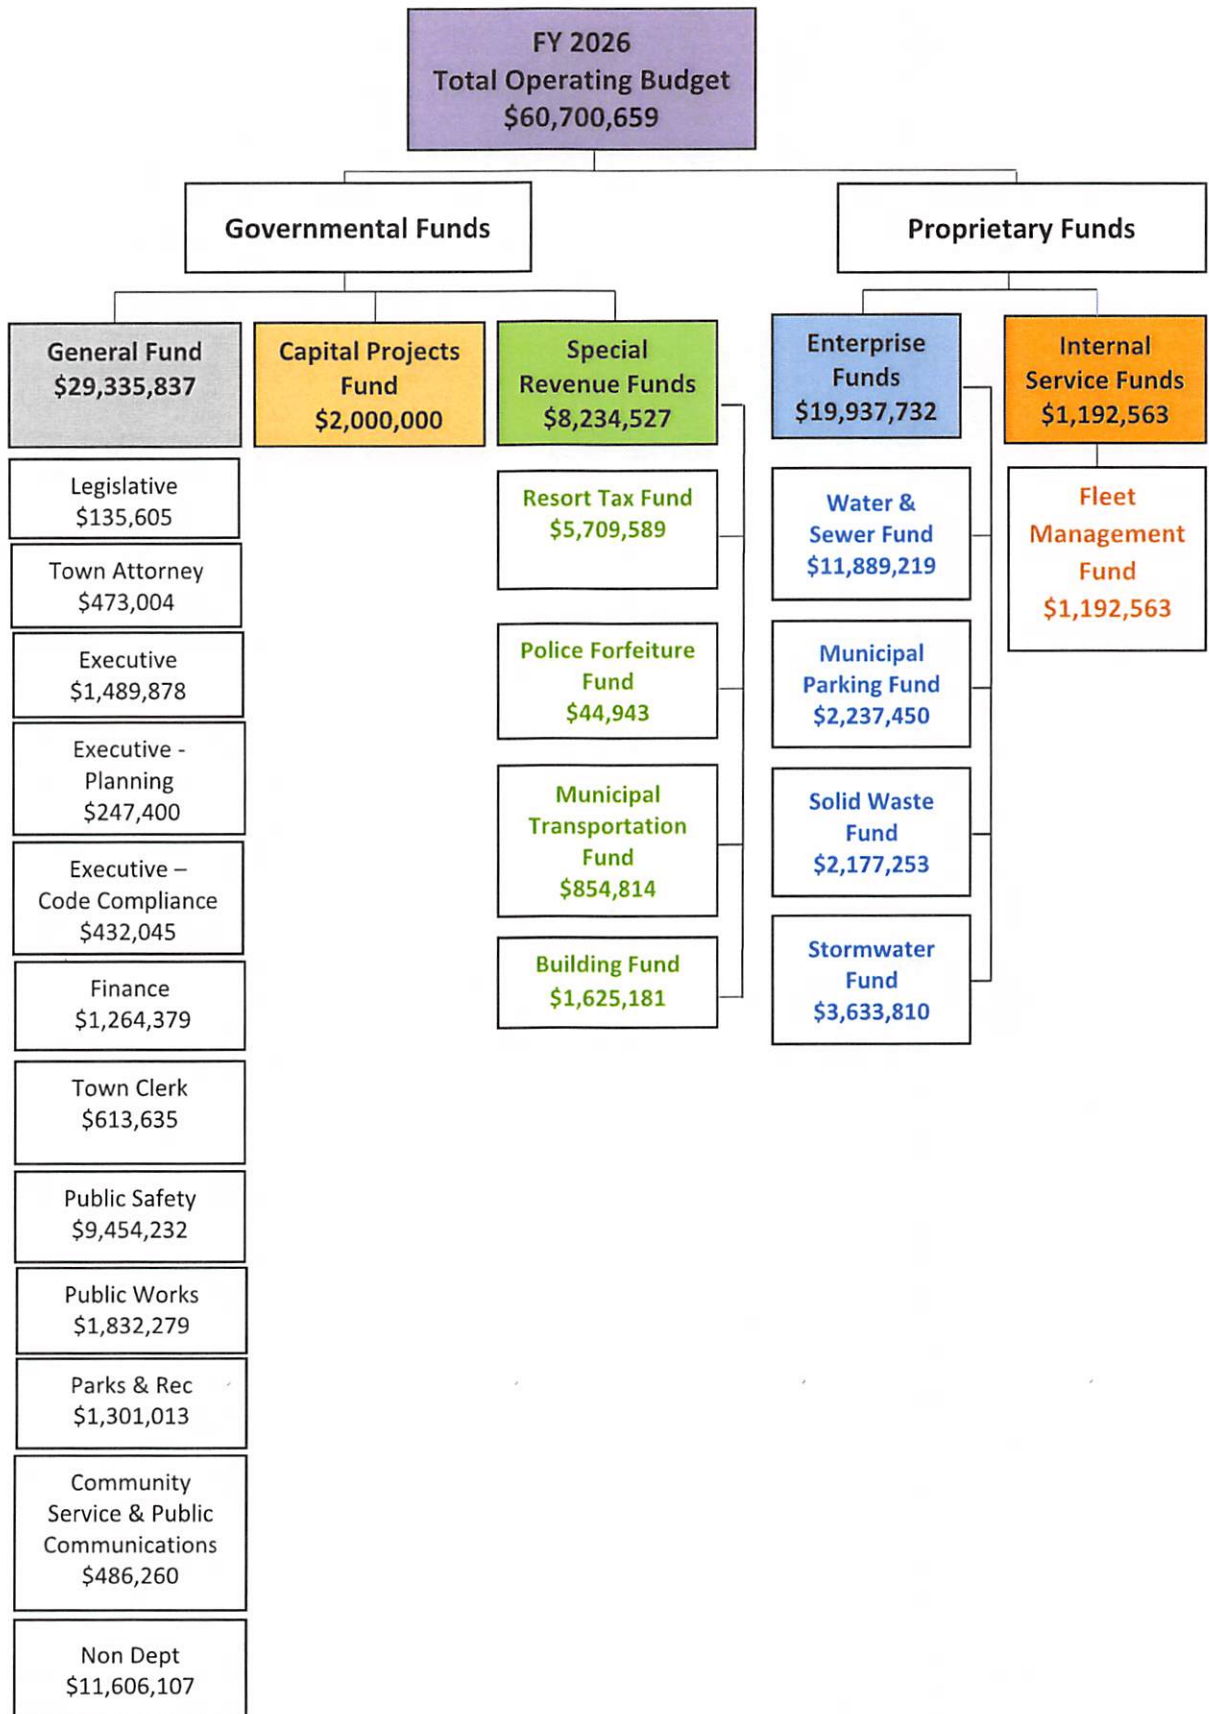 FY 2026
Total Operating Budget
$60,700,659
Governmental Funds
Proprietary Funds
General Fund
$29,335,837
Capital Projects
Fund
$2,000,000
Special
Revenue Funds
$8,234,527
Enterprise
Funds
$19,937,732
Internal
Service Funds
$1,192,563
Legislative
$135,605
Town Attorney
$473,004
Executive
$1,489,878
Executive -
Planning
$247,400
Executive –
Code Compliance
$432,045
Finance
$1,264,379
Town Clerk
$613,635
Public Safety
$9,454,232
Public Works
$1,832,279
Parks & Rec
$1,301,013
Community
Service & Public
Communications
$486,260
Non Dept
$11,606,107
Resort Tax Fund
$5,709,589
Police Forfeiture
Fund
$44,943
Municipal
Transportation
Fund
$854,814
Building Fund
$1,625,181
Water &
Sewer Fund
$11,889,219
Municipal
Parking Fund
$2,237,450
Solid Waste
Fund
$2,177,253
Stormwater
Fund
$3,633,810
Fleet
Management
Fund
$1,192,563